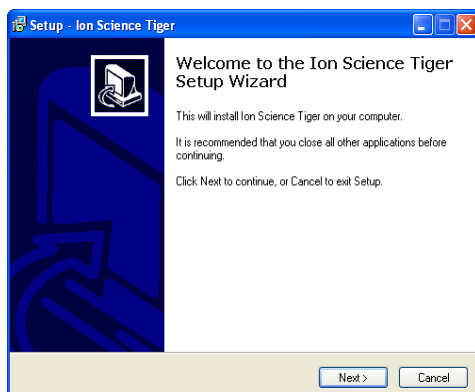 Setup - Ion Science Tiger
Welcome to the Ion Science Tiger
Setup Wizard
This will install Ion Science Tiger on your computer.
It is recommended that you close all other applications before
continuing.
Click Next to continue, or Cancel to exit Setup.
Next >
Cancel